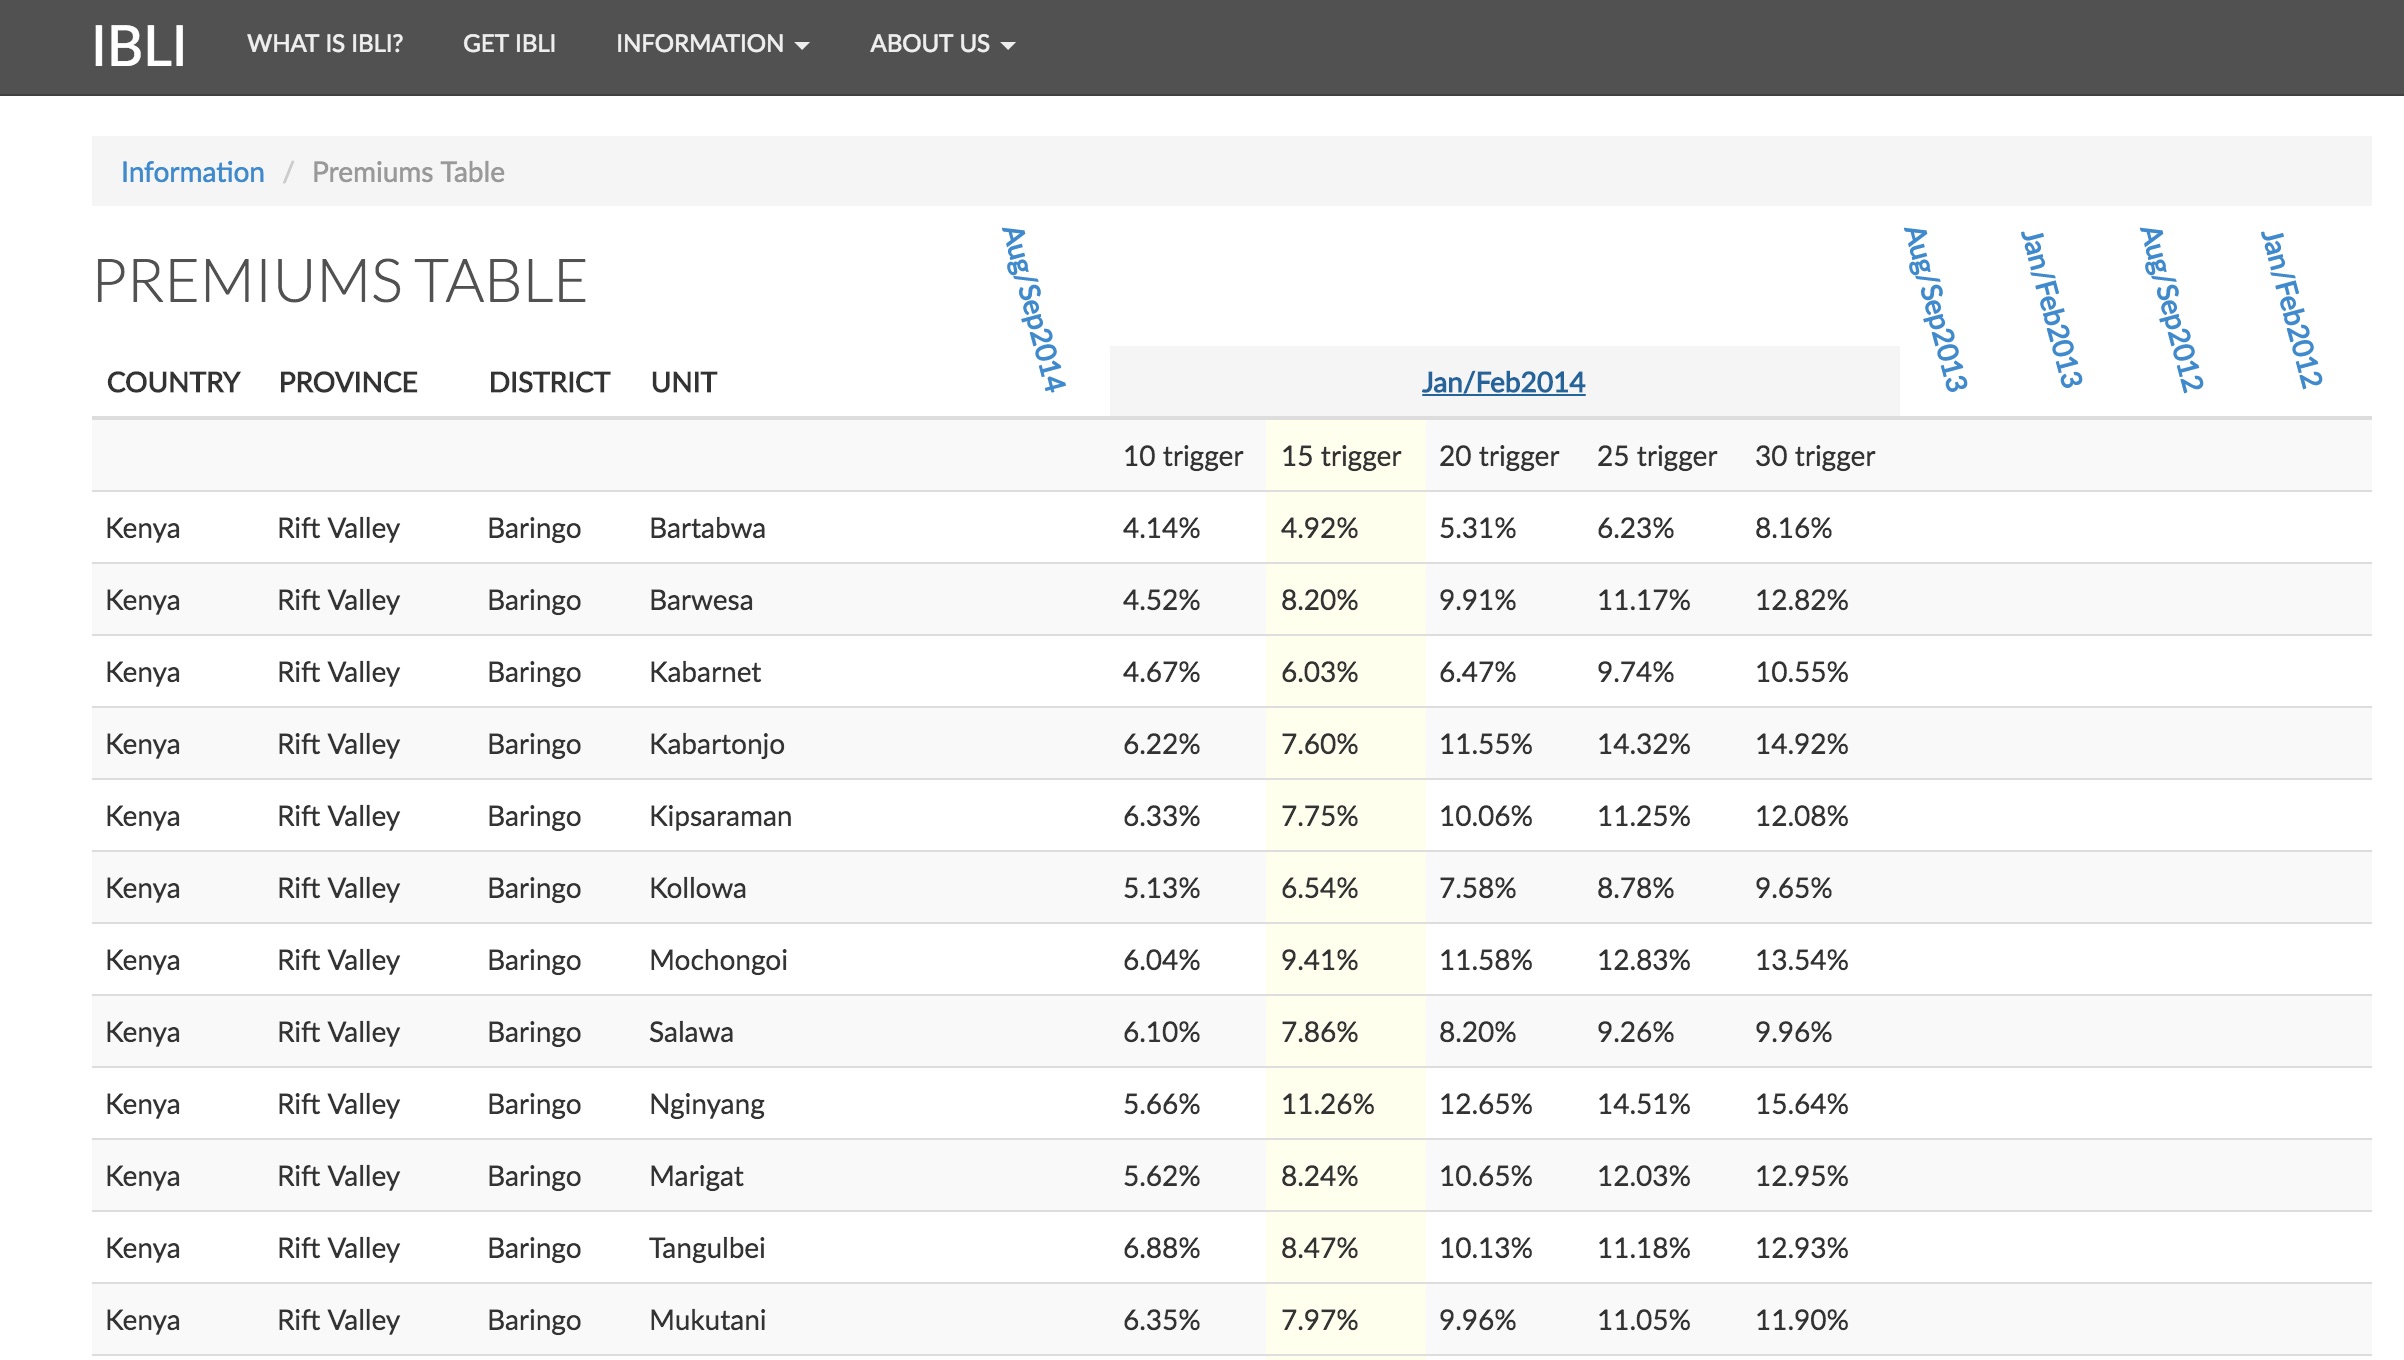 IBLI WHAT IS IBLI? GET IBLI INFORMATION ABOUT US
Information / Premiums Table
PREMIUMS TABLE
COUNTRY PROVINCE DISTRICT UNIT Aug/Sep2014 Jan/Feb2014 Aug/Sep2013 Jan/Feb2013 Aug/Sep2012 Jan/Feb2012
10 trigger 15 trigger 20 trigger 25 trigger 30 trigger
Kenya Rift Valley Baringo Bartabwa 4.14% 4.92% 5.31% 6.23% 8.16%
Kenya Rift Valley Baringo Barwesa 4.52% 8.20% 9.91% 11.17% 12.82%
Kenya Rift Valley Baringo Kabarnet 4.67% 6.03% 6.47% 9.74% 10.55%
Kenya Rift Valley Baringo Kabartonjo 6.22% 7.60% 11.55% 14.32% 14.92%
Kenya Rift Valley Baringo Kipsaraman 6.33% 7.75% 10.06% 11.25% 12.08%
Kenya Rift Valley Baringo Kollowa 5.13% 6.54% 7.58% 8.78% 9.65%
Kenya Rift Valley Baringo Mochongoi 6.04% 9.41% 11.58% 12.83% 13.54%
Kenya Rift Valley Baringo Salawa 6.10% 7.86% 8.20% 9.26% 9.96%
Kenya Rift Valley Baringo Nginyang 5.66% 11.26% 12.65% 14.51% 15.64%
Kenya Rift Valley Baringo Marigat 5.62% 8.24% 10.65% 12.03% 12.95%
Kenya Rift Valley Baringo Tangulbei 6.88% 8.47% 10.13% 11.18% 12.93%
Kenya Rift Valley Baringo Mukutani 6.35% 7.97% 9.96% 11.05% 11.90%